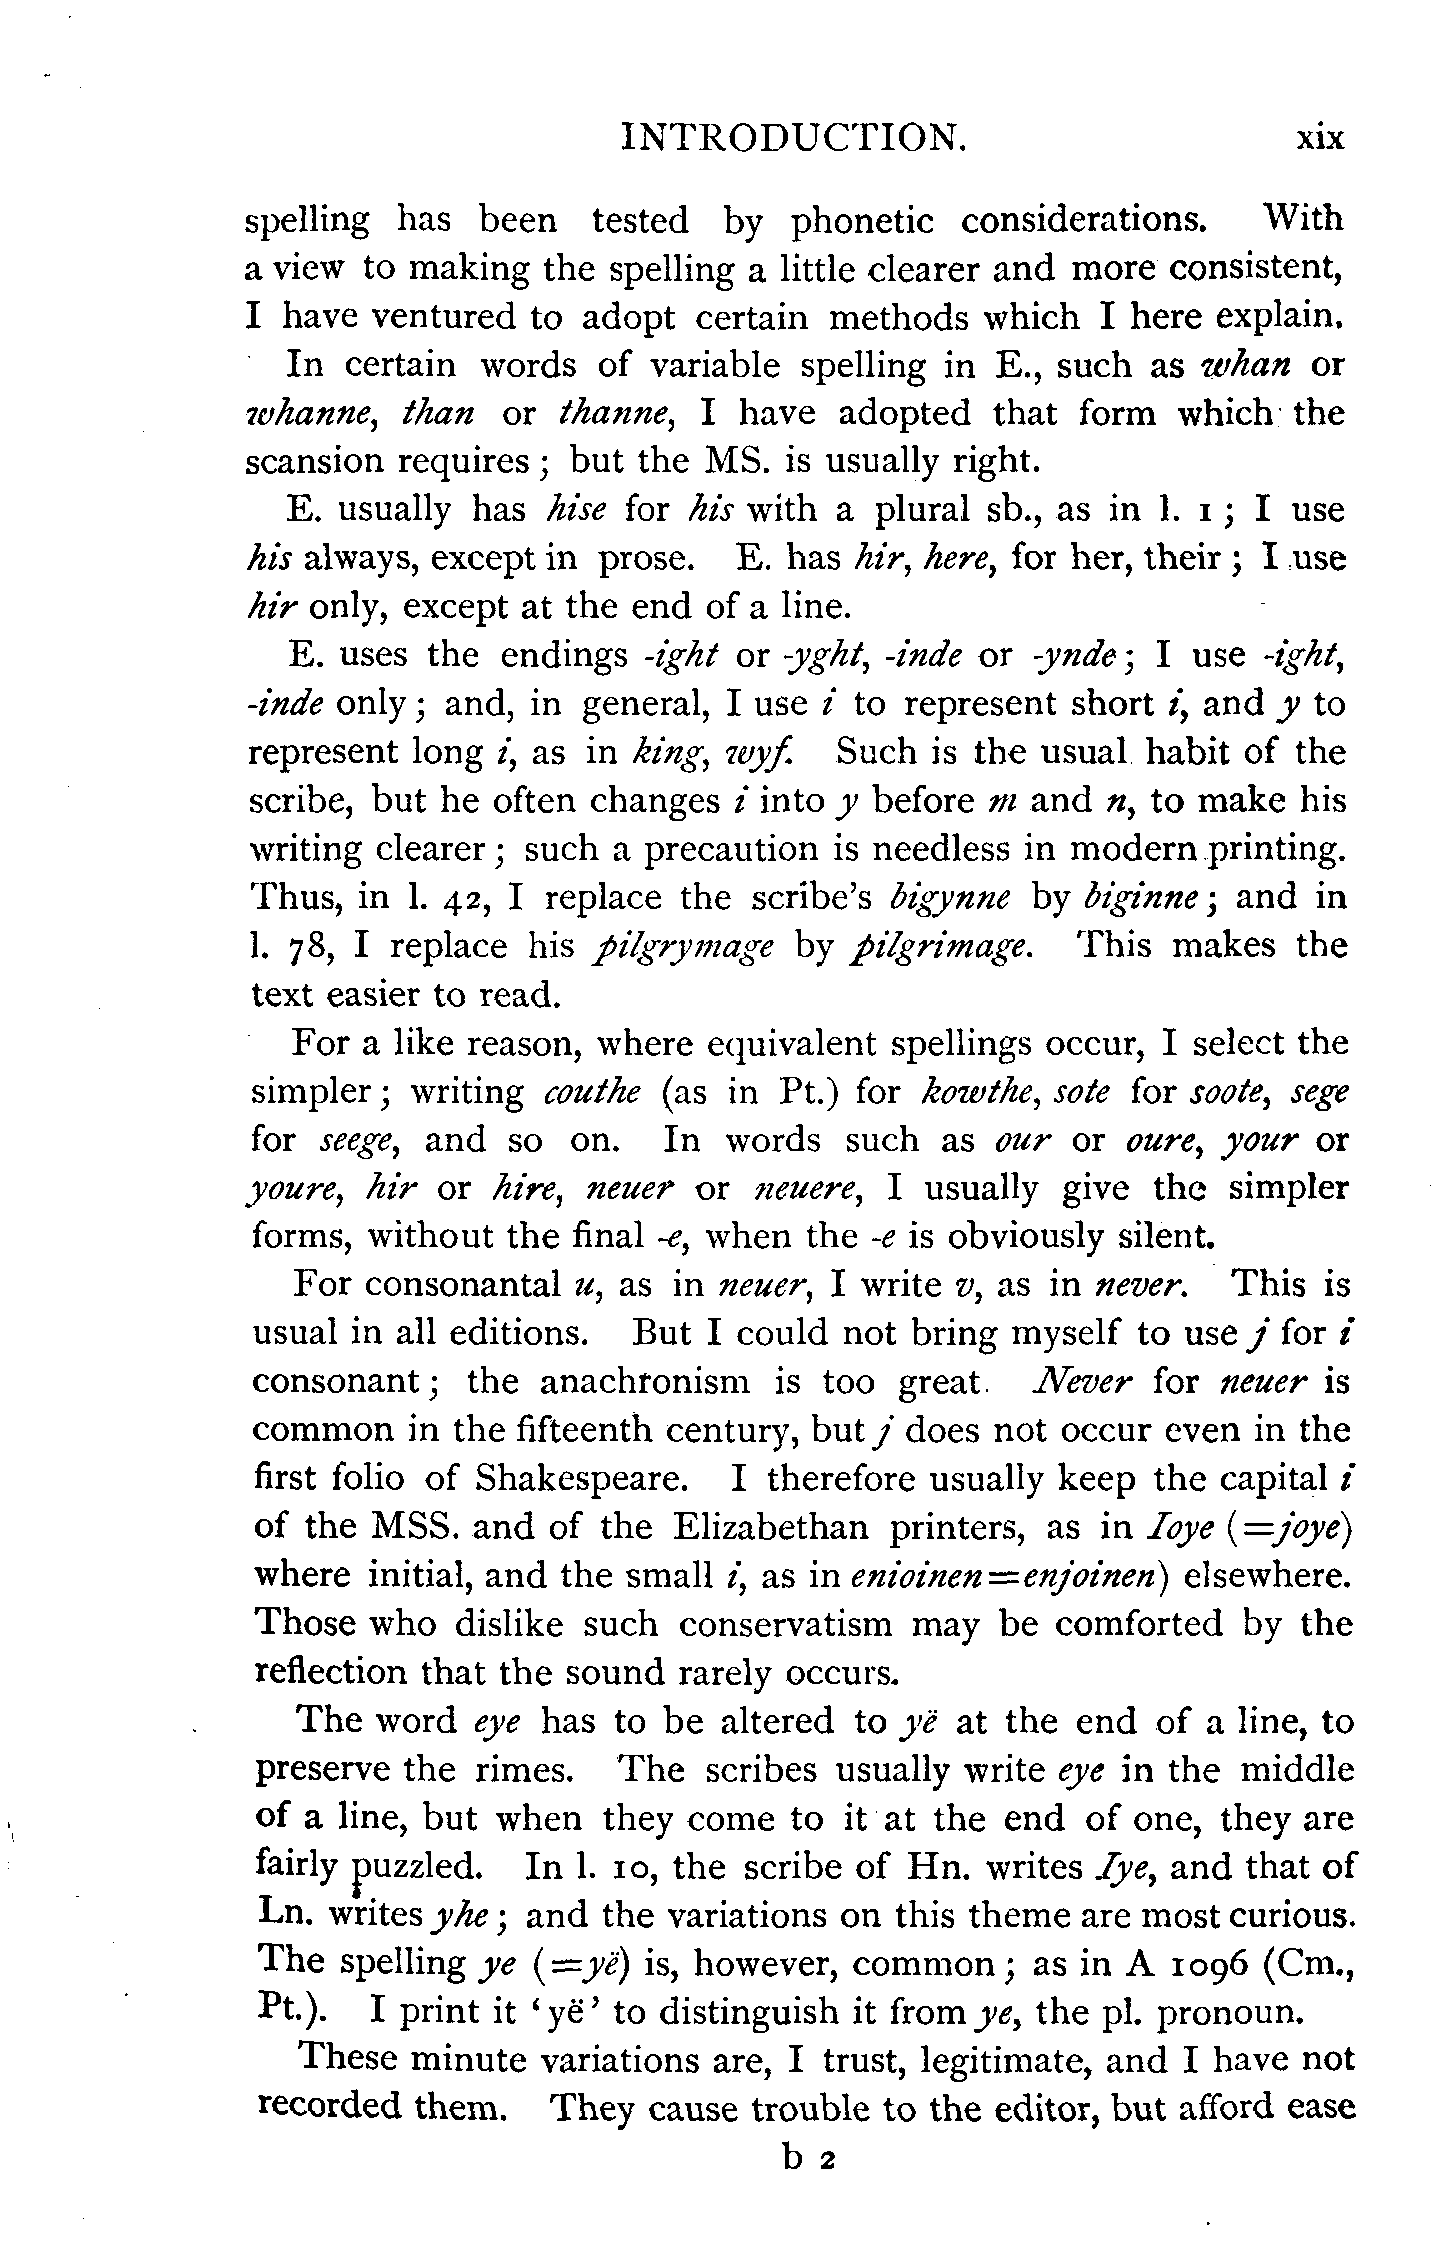 INTRODUCTION. xix
spelling has been tested by phonetic considerations. With
a view to making the spelling a little clearer and more consistent,
I have ventured to adopt certain methods which I here explain.
In certain words of variable spelling in E., such as whan or
whanne, than or thanne, I have adopted that form which the
scansion requires; but the MS. is usually right.
E. usually has hise for his with a plural sb., as in l. 1; I use
his always, except in prose. E. has hir, here, for her, their; I use
hir only, except at the end of a line.
E. uses the endings -ight or -yght, -inde or -ynde; I use -ight,
-inde only; and, in general, I use i to represent short i, and y to
represent long i, as in king, wyf. Such is the usual habit of the
scribe, but he often changes i into y before m and n, to make his
writing clearer; such a precaution is needless in modern printing.
Thus, in l. 42, I replace the scribe's bigynne by biginne; and in
l. 78, I replace his pilgrymage by pilgrimage. This makes the
text easier to read.
For a like reason, where equivalent spellings occur, I select the
simpler; writing couthe (as in Pt.) for kowthe, sote for soote, sege
for seege, and so on. In words such as our or oure, your or
youre, hir or hire, neuer or neuere, I usually give the simpler
forms, without the final -e, when the -e is obviously silent.
For consonantal u, as in neuer, I write v, as in never. This is
usual in all editions. But I could not bring myself to use j for i
consonant; the anachronism is too great. Never for neuer is
common in the fifteenth century, but j does not occur even in the
first folio of Shakespeare. I therefore usually keep the capital i
of the MSS. and of the Elizabethan printers, as in Ioye (=joye)
where initial, and the small i, as in enioinen=enjoinen) elsewhere.
Those who dislike such conservatism may be comforted by the
reflection that the sound rarely occurs.
The word eye has to be altered to yë at the end of a line, to
preserve the rimes. The scribes usually write eye in the middle
of a line, but when they come to it at the end of one, they are
fairly puzzled. In l. 10, the scribe of Hn. writes Iye, and that of
Ln. writes yhe; and the variations on this theme are most curious.
The spelling ye (=yë) is, however, common; as in A 1096 (Cm.,
Pt.). I print it ‘yë’ to distinguish it from ye, the pl. pronoun.
These minute variations are, I trust, legitimate, and I have not
recorded them. They cause trouble to the editor, but afford ease
b 2